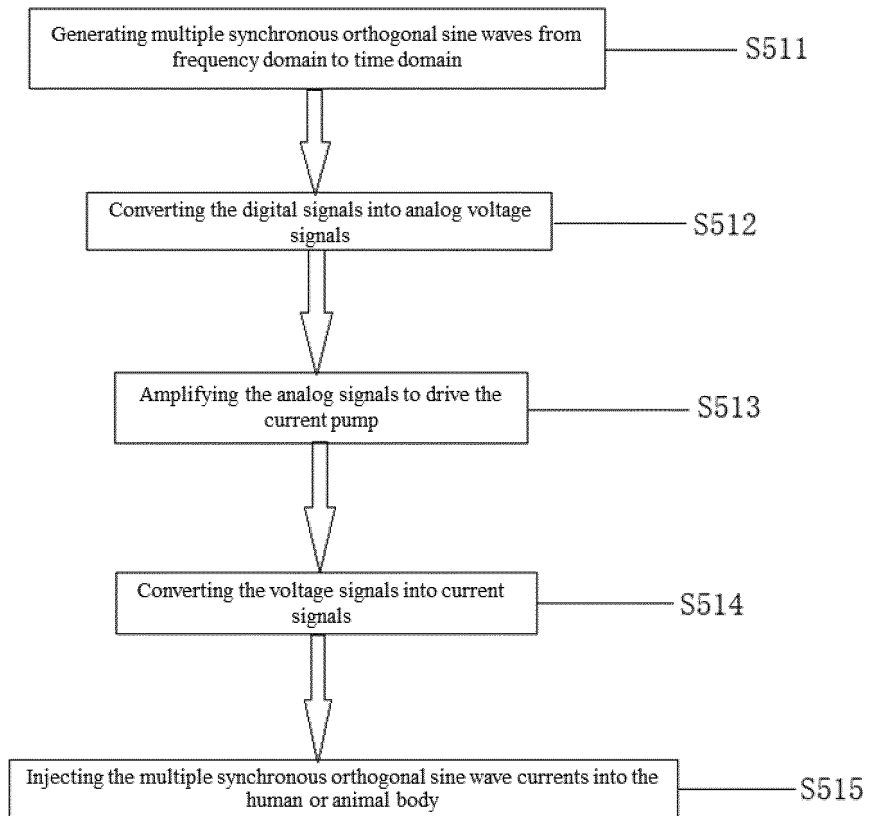 Generating multiple synchronous orthogonal sine waves from
frequency domain to time domain
S511
Converting the digital signals into analog voltage
signals
S512
Amplifying the analog signals to drive the
current pump
S513
Converting the voltage signals into current
signals
S514
Injecting the multiple synchronous orthogonal sine wave currents into the
human or animal body
S515